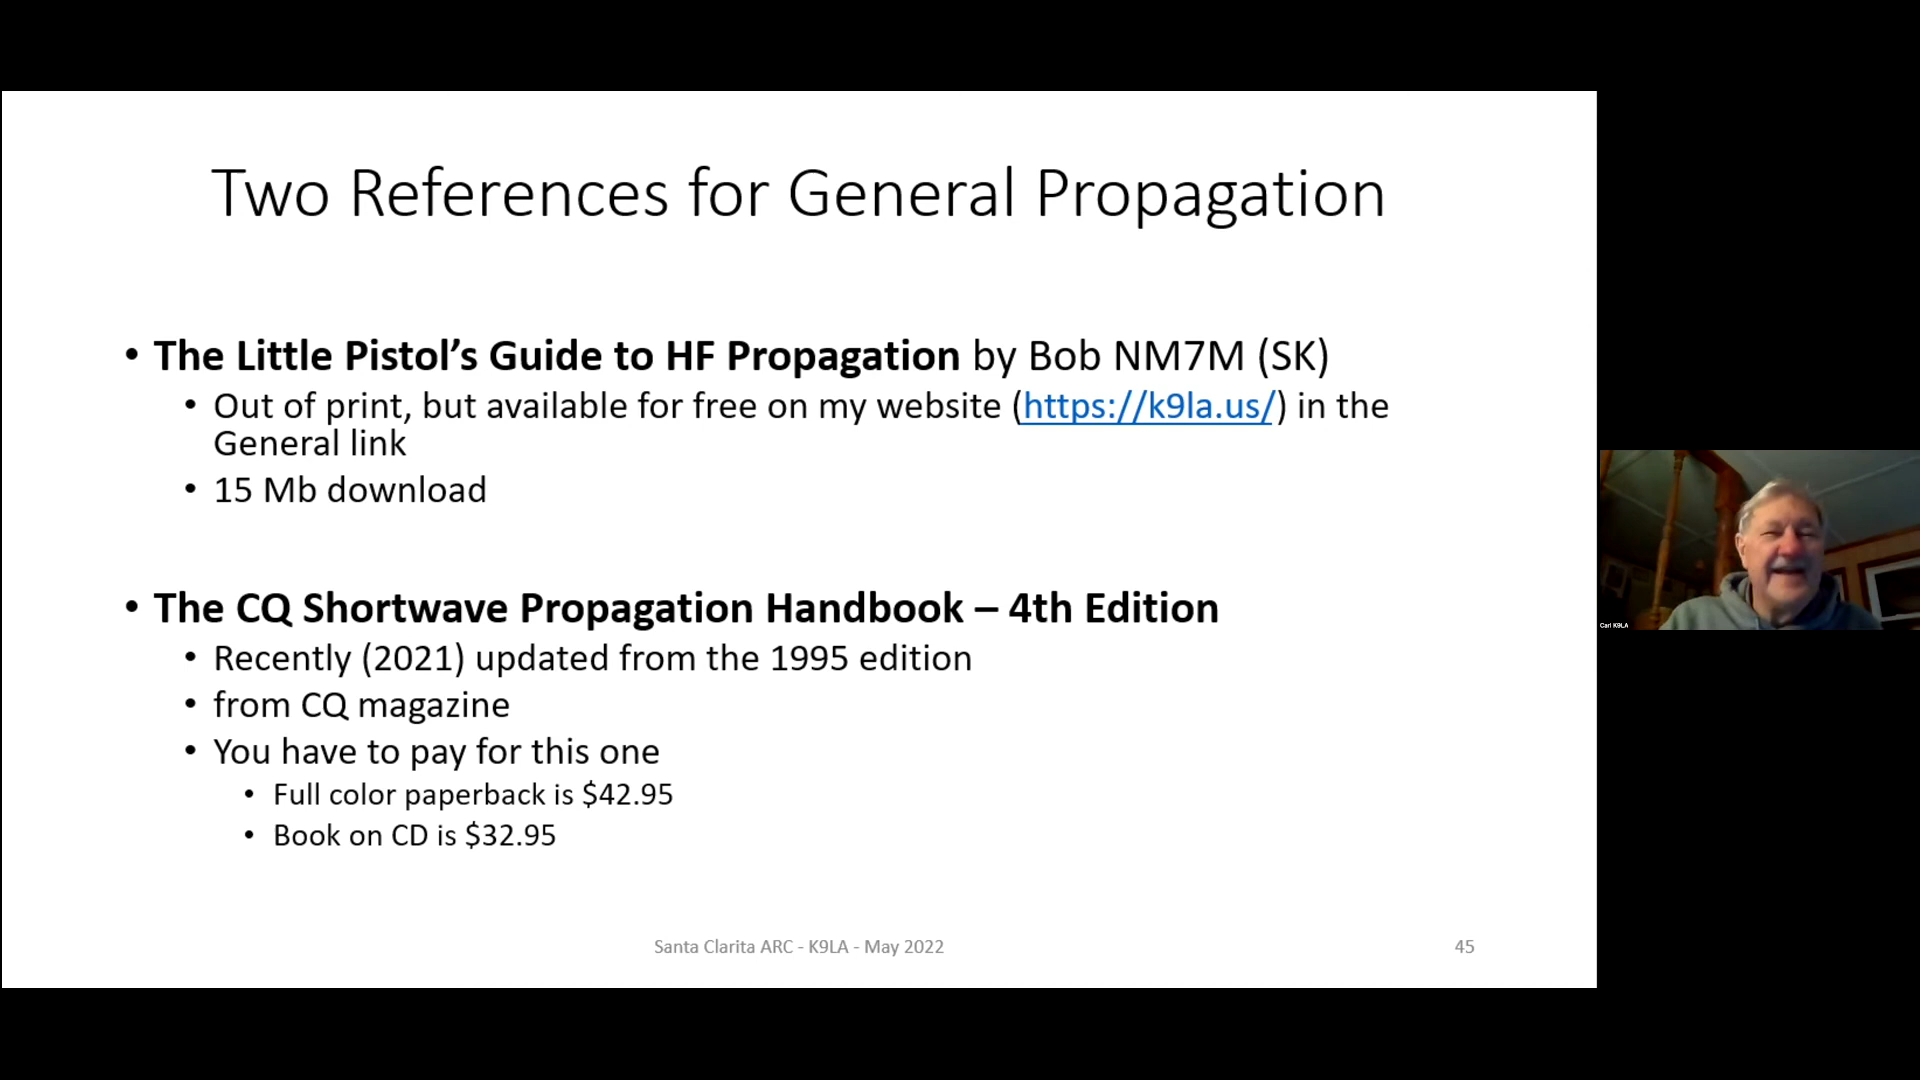 Two References for General Propagation
• The Little Pistol’s Guide to HF Propagation by Bob NM7M (SK)
• Out of print, but available for free on my website (https://k9la.us/) in the
General link
• 15 Mb download
• The CQ Shortwave Propagation Handbook – 4th Edition
• Recently (2021) updated from the 1995 edition
• from CQ magazine
• You have to pay for this one
• Full color paperback is $42.95
• Book on CD is $32.95
Santa Clarita ARC - K9LA - May 2022
45
Carl K9LA